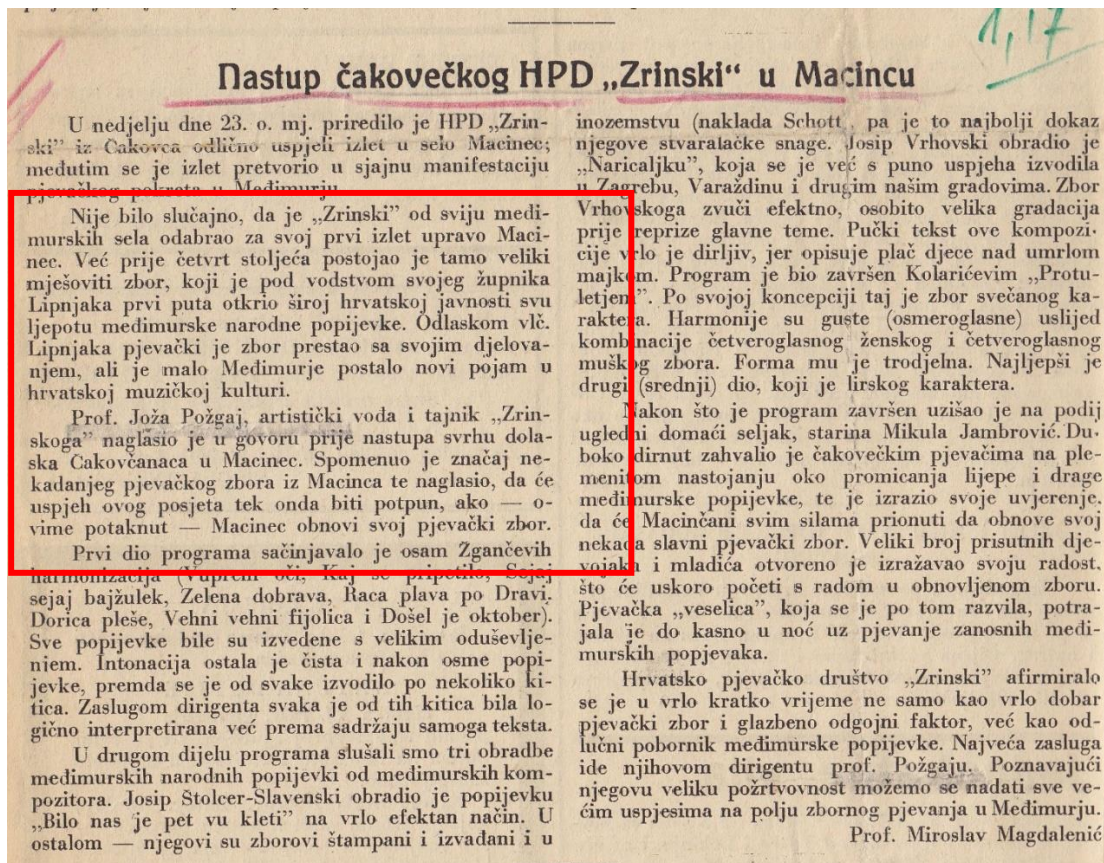 1,17
Nastup čakovečkog HPD „Zrinski“ u Macincu
U nedjelju dne 23. o. mj. priredilo je HPD „Zrin-
ski” iz Čakovca odlično uspjeli izlet u selo Macinec;
međutim se je izlet pretvorio u sjajnu manifestaciju
pjevačkog pokreta u Međimurju.
Nije bilo slučajno, da je „Zrinski” od sviju međi-
murskih sela odabrao za svoj prvi izlet upravo Maci-
nec. Već prije četvrt stoljeća postojao je tamo veliki
mješoviti zbor, koji je pod vodstvom svojeg župnika
Lipnjaka prvi puta otkrio široj hrvatskoj javnosti svu
ljepotu međimurske narodne popijevke. Odlaskom vlč.
Lipnjaka pjevački je zbor prestao sa svojim djelova-
njem, ali je malo Međimurje postalo novi pojam u
hrvatskoj muzičkoj kulturi.
Prof. Joža Požgaj, artistički vođa i tajnik „Zrin-
skoga” naglasio je u govoru prije nastupa svrhu dola-
ska Čakovčanaca u Macinec. Spomenuo je značaj ne-
kadanjeg pjevačkog zbora iz Macinca te naglasio, da će
uspjeh ovog posjeta tek onda biti potpun, ako — o-
vime potaknut — Macinec obnovi svoj pjevački zbor.
Prvi dio programa sačinjavalo je osam Žgančevih
harmonizacija (Vuprem oči, Kaj se pripetilo, Sejaj
sejaj bajžulek, Zelena dobrava, Raca plava po Dravi,
Dorica pleše, Vehni vehni fijolica i Došel je oktober).
Sve popijevke bile su izvedene s velikim oduševlje-
njem. Intonacija ostala je čista i nakon osme popi-
jevke, premda se je od svake izvodilo po nekoliko ki-
tica. Zaslugom dirigenta svaka je od tih kitica bila lo-
gično interpretirana već prema sadržaju samoga teksta.
U drugom dijelu programa slušali smo tri obradbe
međimurskih narodnih popijevki od međimurskih kom-
pozitora. Josip Štolcer-Slavenski obradio je popijevku
„Bilo nas je pet vu kleti” na vrlo efektan način. U
ostalom — njegovi su zborovi štampani i izvađani i u
inozemstvu (naklada Schott), pa je to najbolji dokaz
njegove stvaralačke snage. Josip Vrhovski obradio je
„Naricaljku”, koja se je već s puno uspjeha izvodila
u Zagrebu, Varaždinu i drugim našim gradovima. Zbor
Vrhovskoga zvuči efektno, osobito velika gradacija
prije reprize glavne teme. Pučki tekst ove kompozi-
cije vrlo je dirljiv, jer opisuje plač djece nad umrlom
majkom. Program je bio završen Kolarićevim „Protu-
letjem”. Po svojoj koncepciji taj je zbor svečanog ka-
raktera. Harmonije su guste (osmeroglasne) uslijed
kombinacije četveroglasnog ženskog i četveroglasnog
muškog zbora. Forma mu je trodjelna. Najljepši je
drugi (srednji) dio, koji je lirskog karaktera.
Nakon što je program završen uzišao je na podij
ugledni domaći seljak, starina Mikula Jambrović. Du-
boko dirnut zahvalio je čakovečkim pjevačima na ple-
menitom nastojanju oko promicanja lijepe i drage
međimurske popijevke, te je izrazio svoje uvjerenje,
da će Macinčani svim silama prionuti da obnove svoj
nekada slavni pjevački zbor. Veliki broj prisutnih dje-
vojaka i mladića otvoreno je izražavao svoju radost,
što će uskoro početi s radom u obnovljenom zboru.
Pjevačka „veselica”, koja se je po tom razvila, potra-
jala je do kasno u noć uz pjevanje zanosnih međi-
murskih popjevaka.
Hrvatsko pjevačko društvo „Zrinski” afirmiralo
se je u vrlo kratko vrijeme ne samo kao vrlo dobar
pjevački zbor i glazbeno odgojni faktor, već kao od-
lučni pobornik međimurske popijevke. Najveća zasluga
ide njihovom dirigentu prof. Požgaju. Poznavajući
njegovu veliku požrtvovnost možemo se nadati sve ve-
ćim uspjesima na polju zbornog pjevanja u Međimurju.
Prof. Miroslav Magdalenić